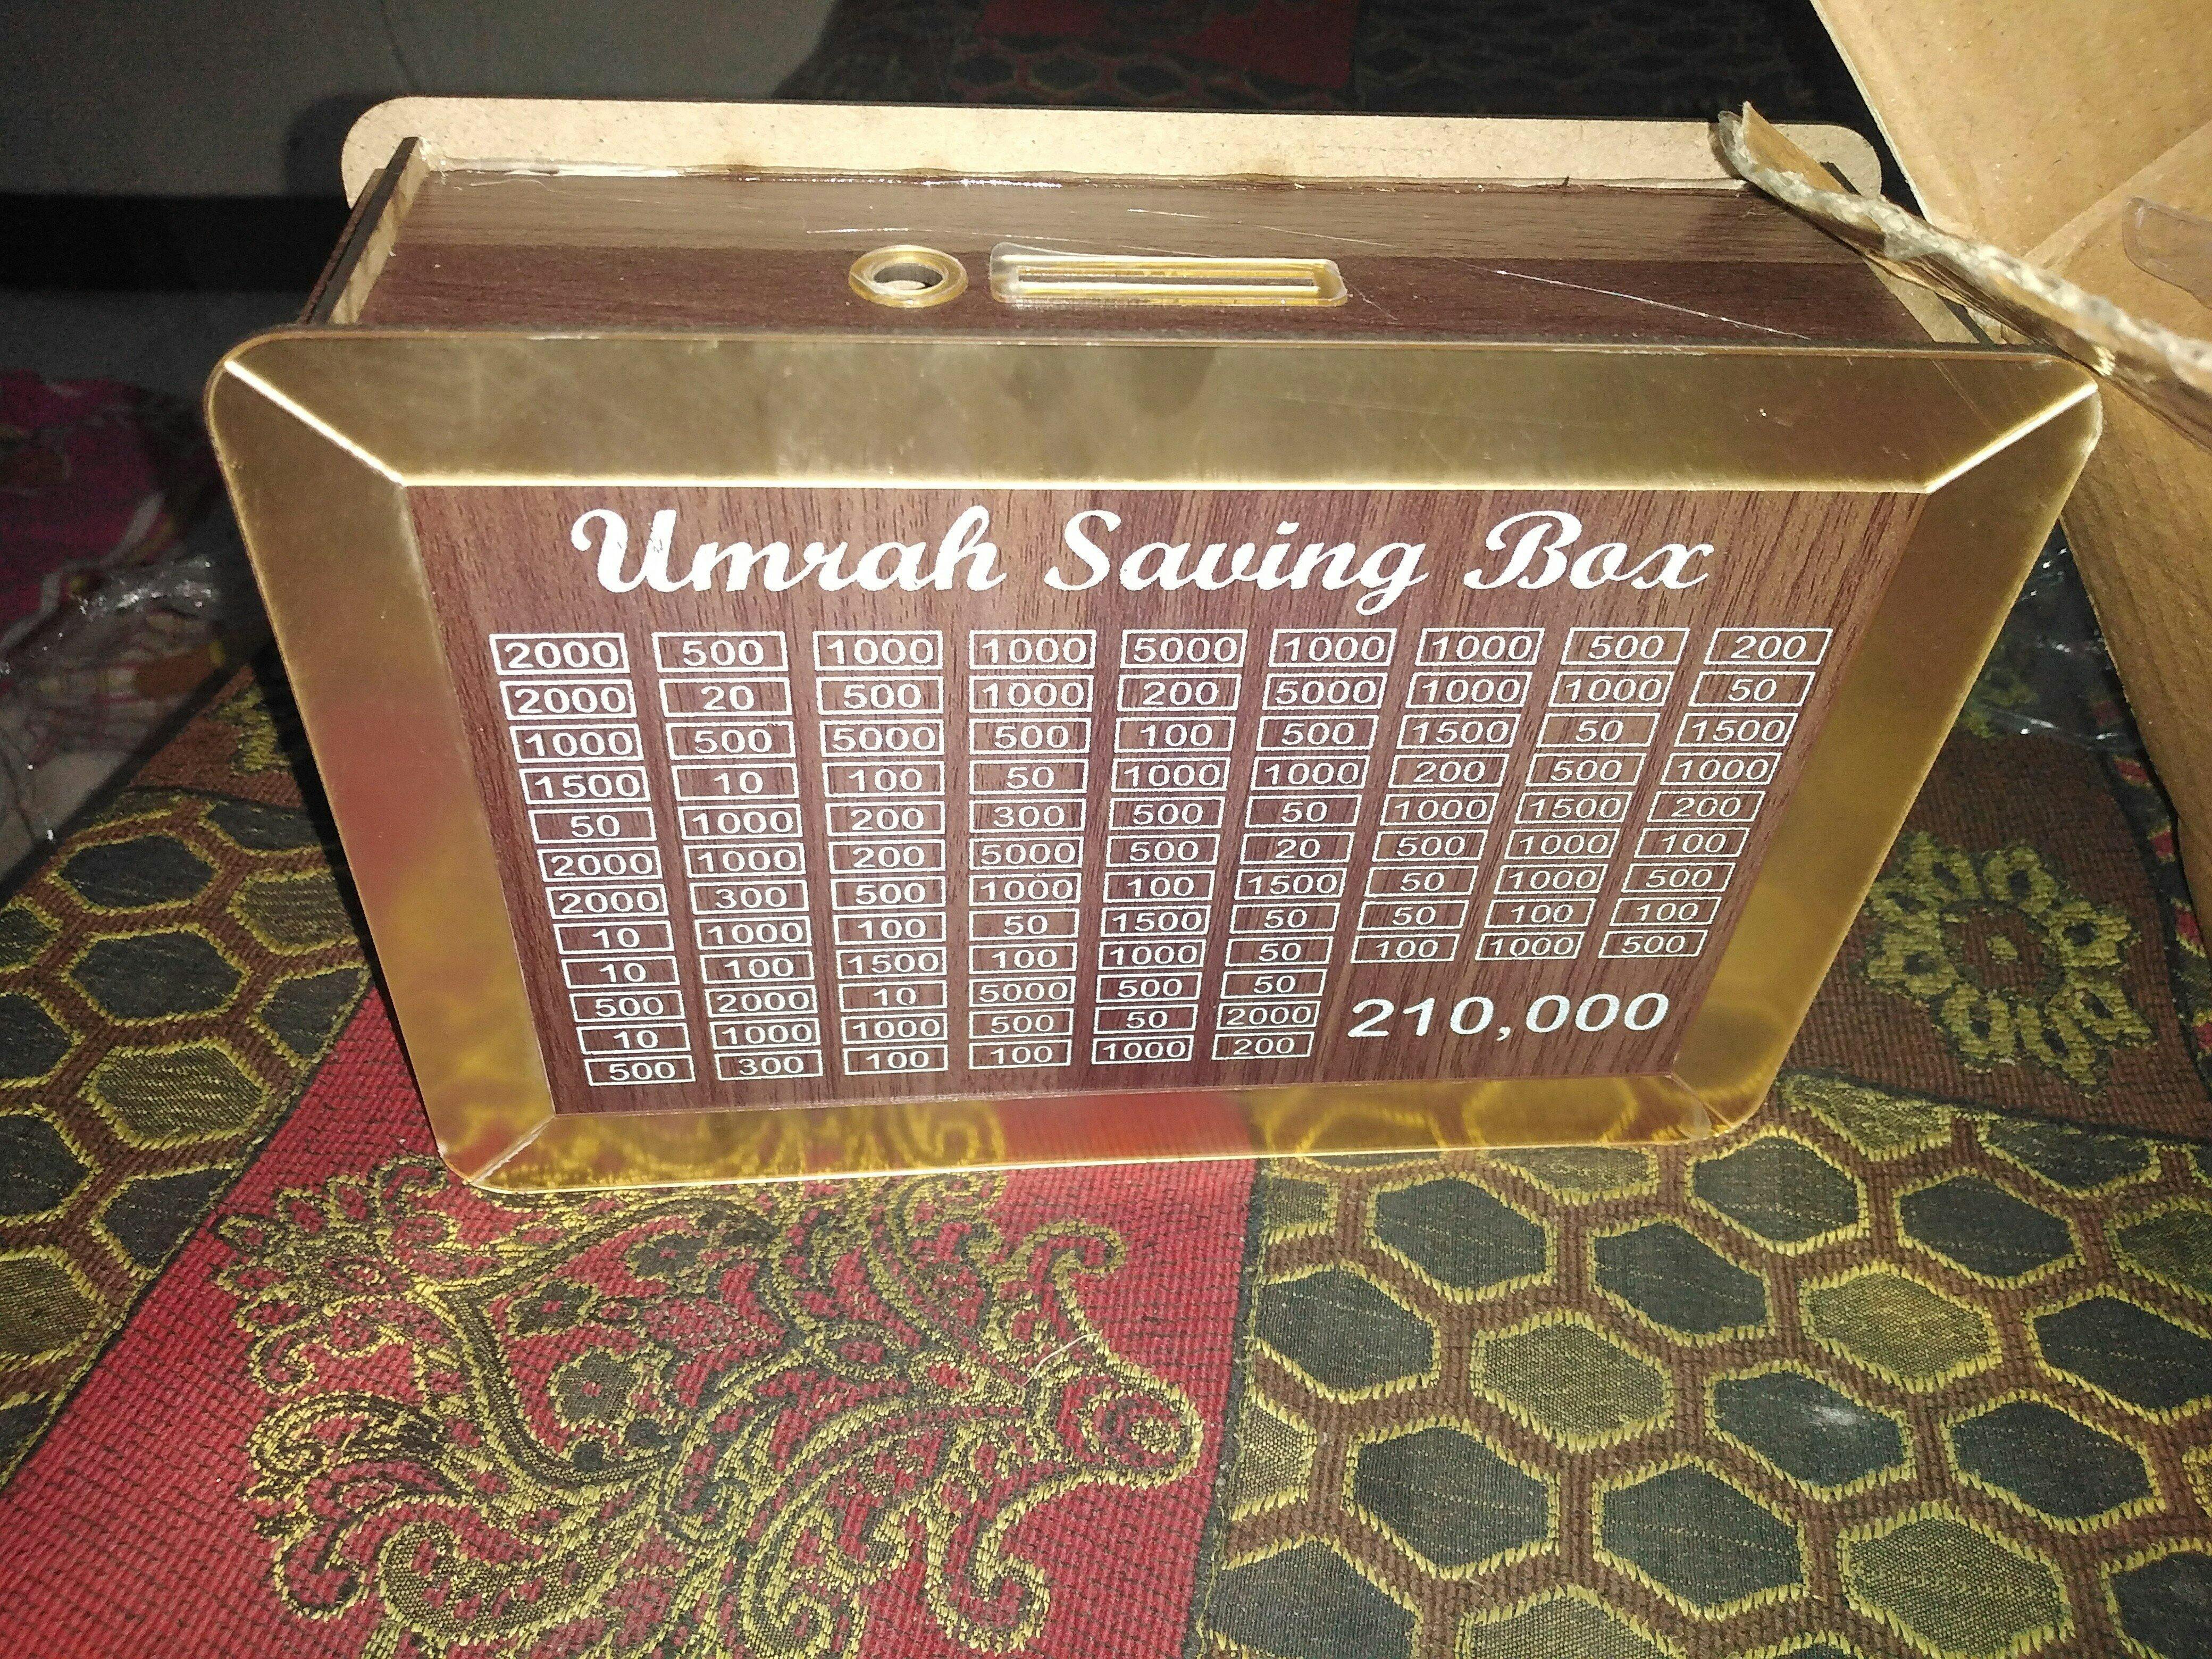 Umrah Saving Box
2000 500 1000 1000 5000 1000 1000 500 200
2000 20 500 1000 200 5000 1000 1000 50
1000 500 5000 500 100 500 1500 50 1500
1500 10 100 50 1000 1000 200 500 1000
50 1000 200 300 500 50 1000 1500 200
2000 1000 200 5000 500 20 500 1000 100
2000 300 500 1000 100 1500 50 1000 500
10 1000 100 50 1500 50 50 100 100
10 100 1500 100 1000 50 100 1000 500
500 2000 10 5000 500 50
10 1000 1000 500 50 2000
500 300 100 100 1000 200
210,000